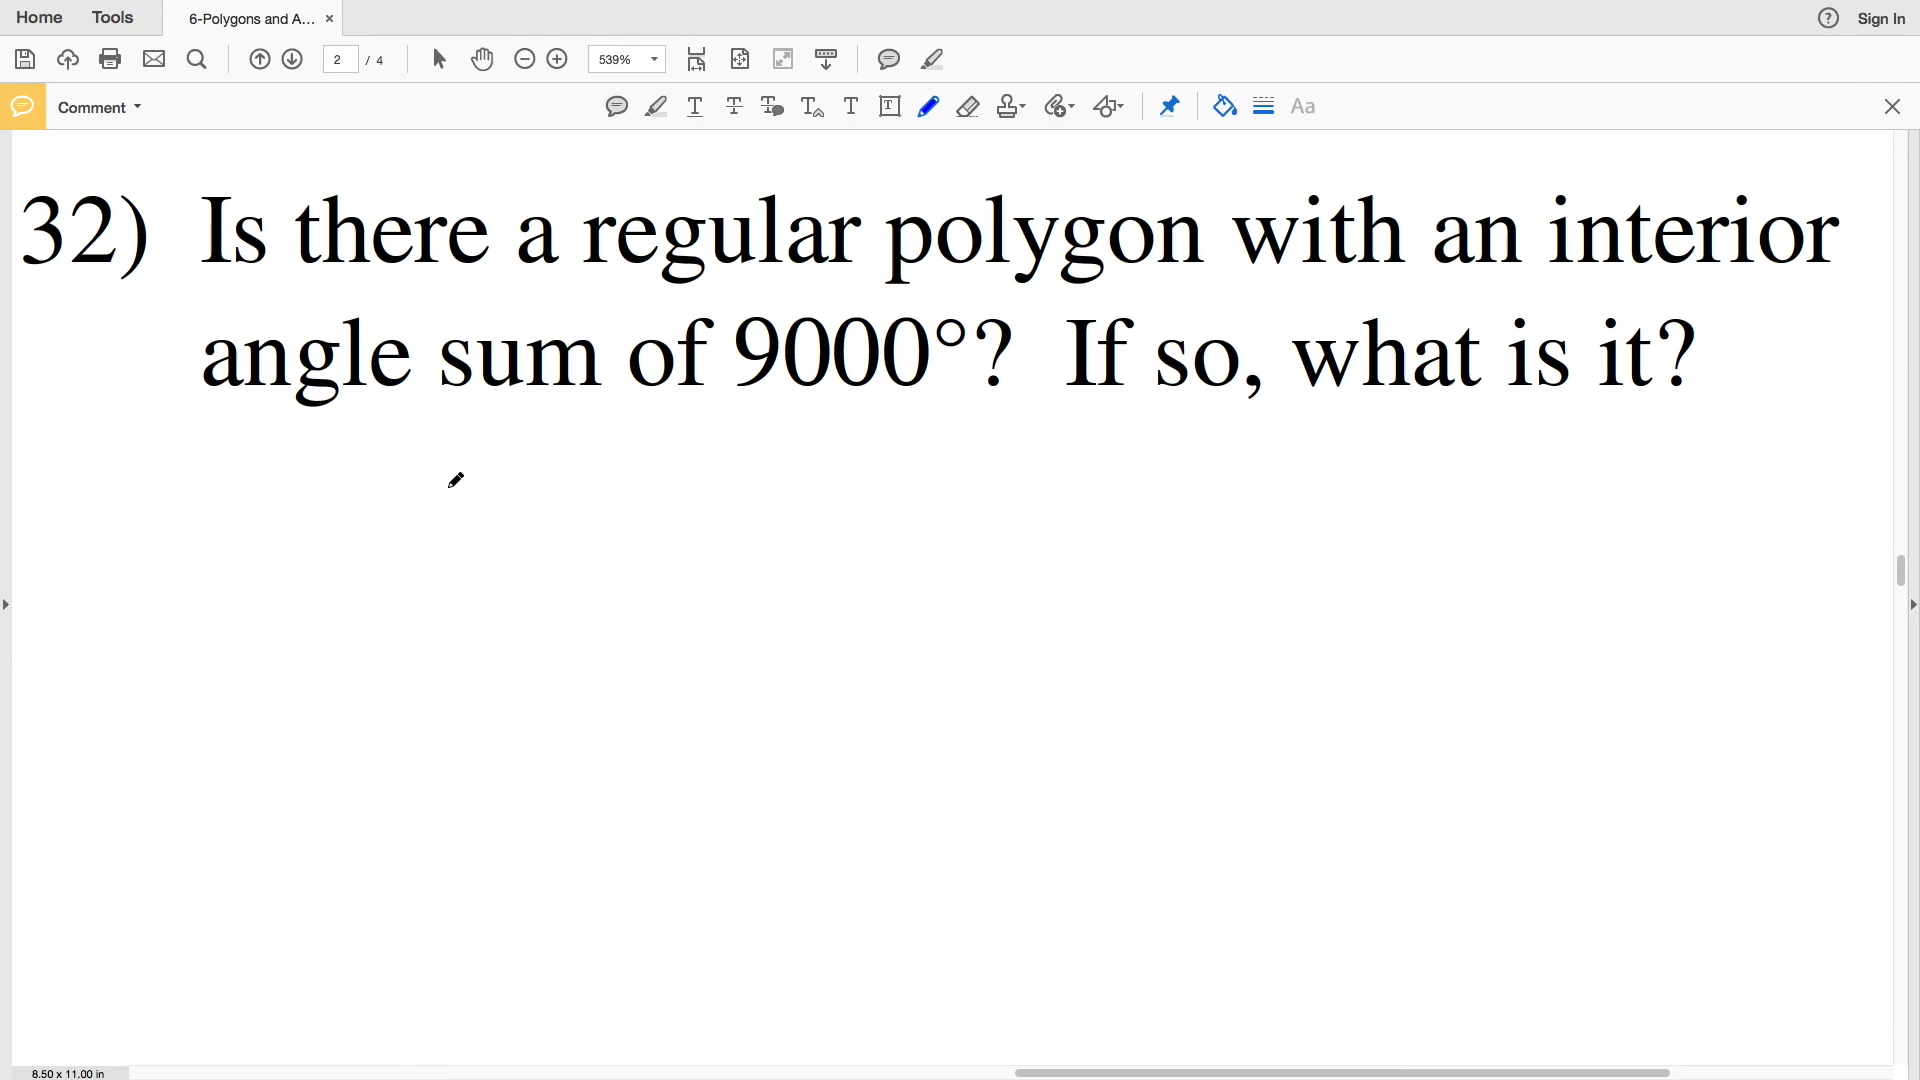 Home Tools 6-Polygons and A... × ? Sign In
2 / 4 539%
Comment Aa
32) Is there a regular polygon with an interior
angle sum of 9000°? If so, what is it?
8.50 x 11.00 in